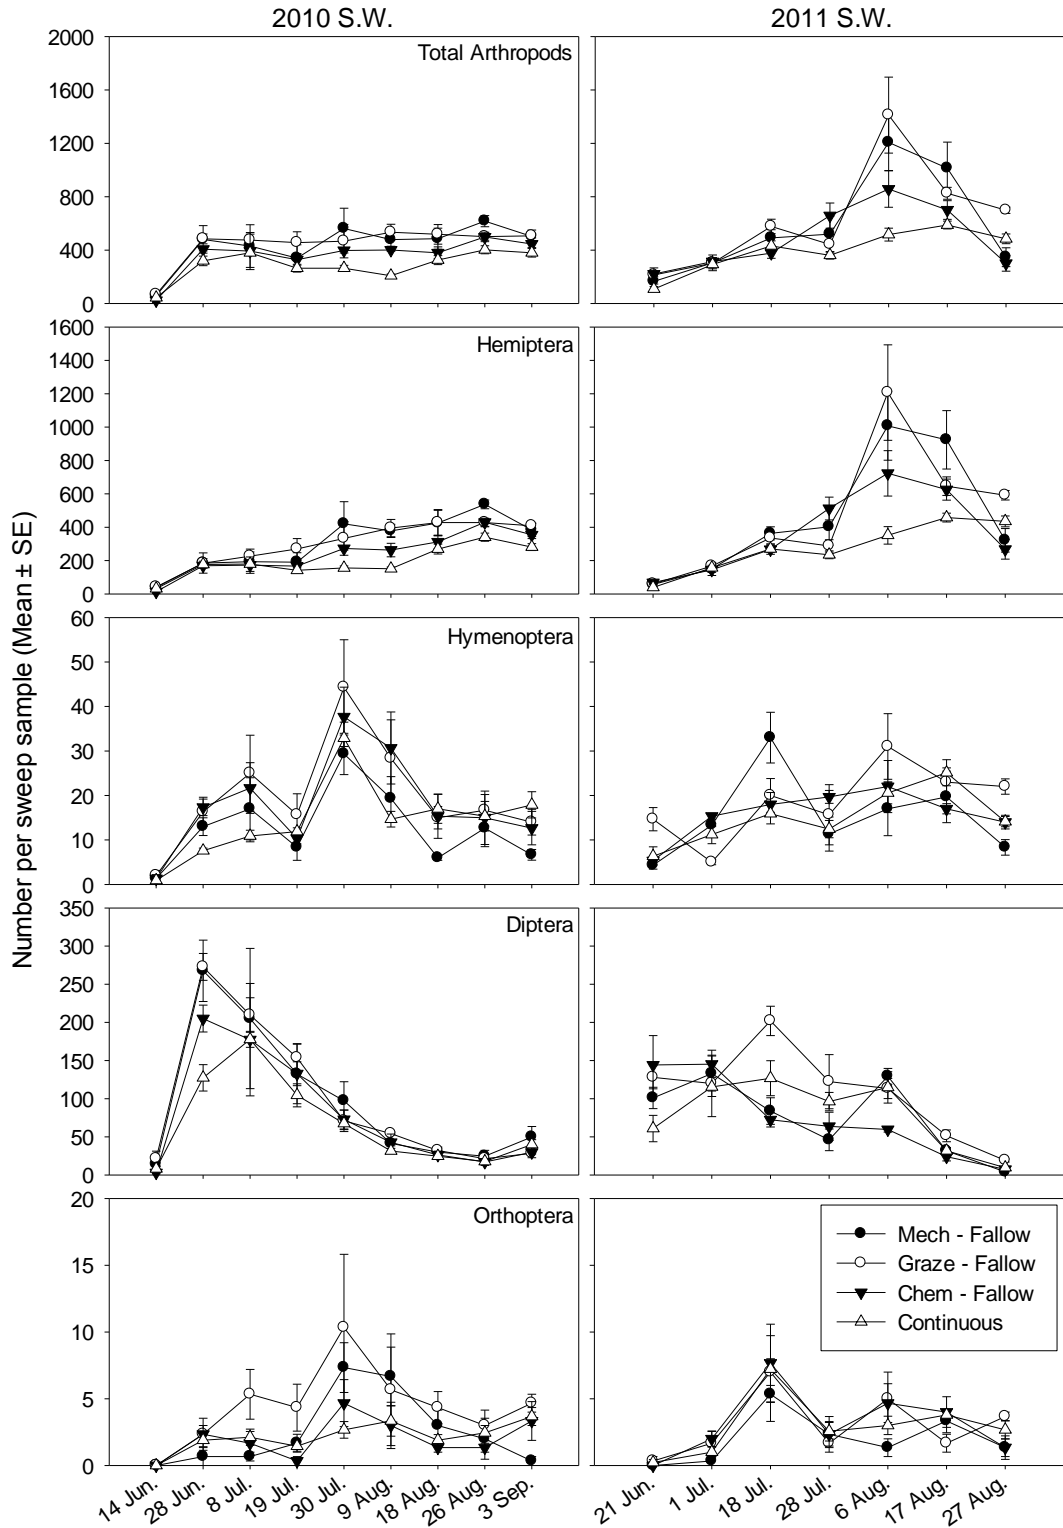 2010 S.W.
2011 S.W.
Number per sweep sample (Mean ± SE)
2000
1600
1200
800
400
0
Total Arthropods
1600
1400
1200
1000
800
600
400
200
0
Hemiptera
60
50
40
30
20
10
0
Hymenoptera
350
300
250
200
150
100
50
0
Diptera
20
15
10
5
0
Orthoptera
Mech - Fallow
Graze - Fallow
Chem - Fallow
Continuous
14 Jun.
28 Jun.
8 Jul.
19 Jul.
30 Jul.
9 Aug.
18 Aug.
26 Aug.
3 Sep.
21 Jun.
1 Jul.
18 Jul.
28 Jul.
6 Aug.
17 Aug.
27 Aug.